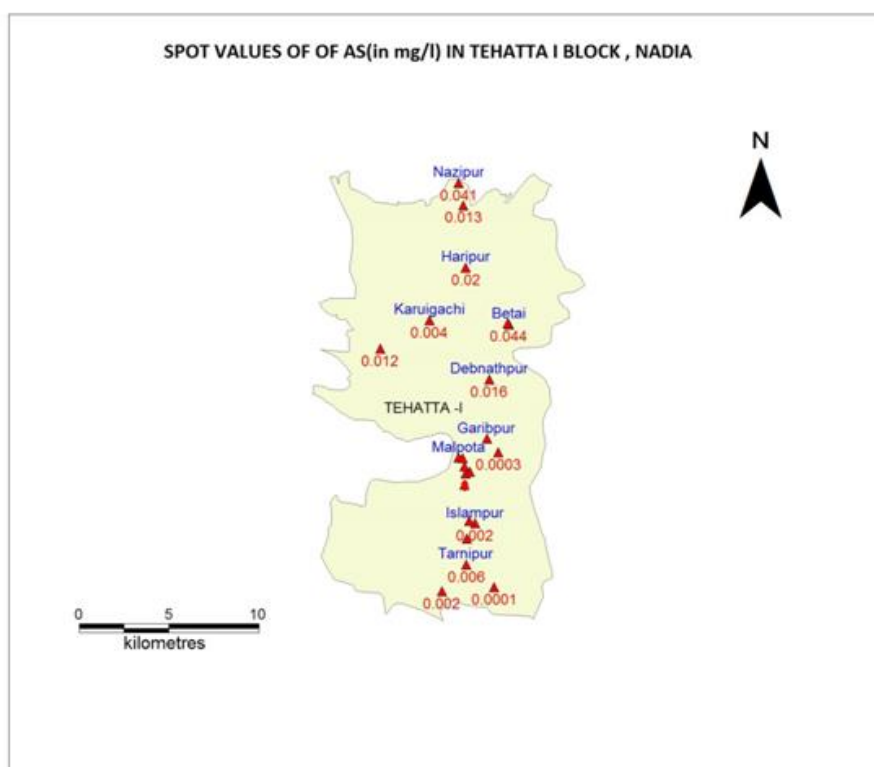 SPOT VALUES OF OF AS(in mg/l) IN TEHATTA I BLOCK , NADIA
N
Nazipur
0.041
0.013
Haripur
0.02
Karuigachi
0.004
Betai
0.044
0.012
Debnathpur
0.016
TEHATTA -I
Garibpur
Malpota
0.0003
Islampur
0.002
Tarnipur
0.006
0.002
0.0001
0 5 10
kilometres